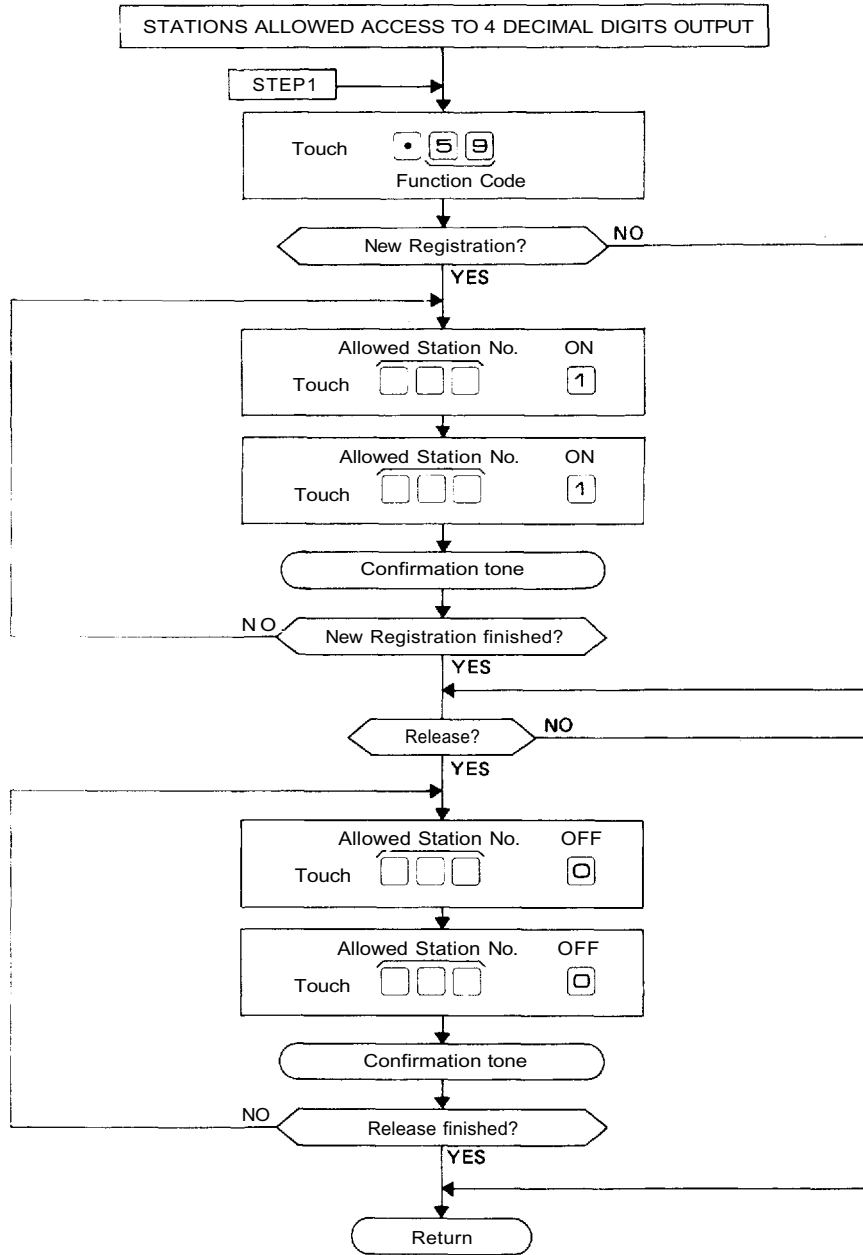 STATIONS ALLOWED ACCESS TO 4 DECIMAL DIGITS OUTPUT
STEP1
Touch • 5 9
Function Code
New Registration?
NO
YES
Allowed Station No. ON
Touch 1
Allowed Station No. ON
Touch 1
Confirmation tone
NO
New Registration finished?
YES
Release?
NO
YES
Allowed Station No. OFF
Touch 0
Allowed Station No. OFF
Touch 0
Confirmation tone
NO
Release finished?
YES
Return